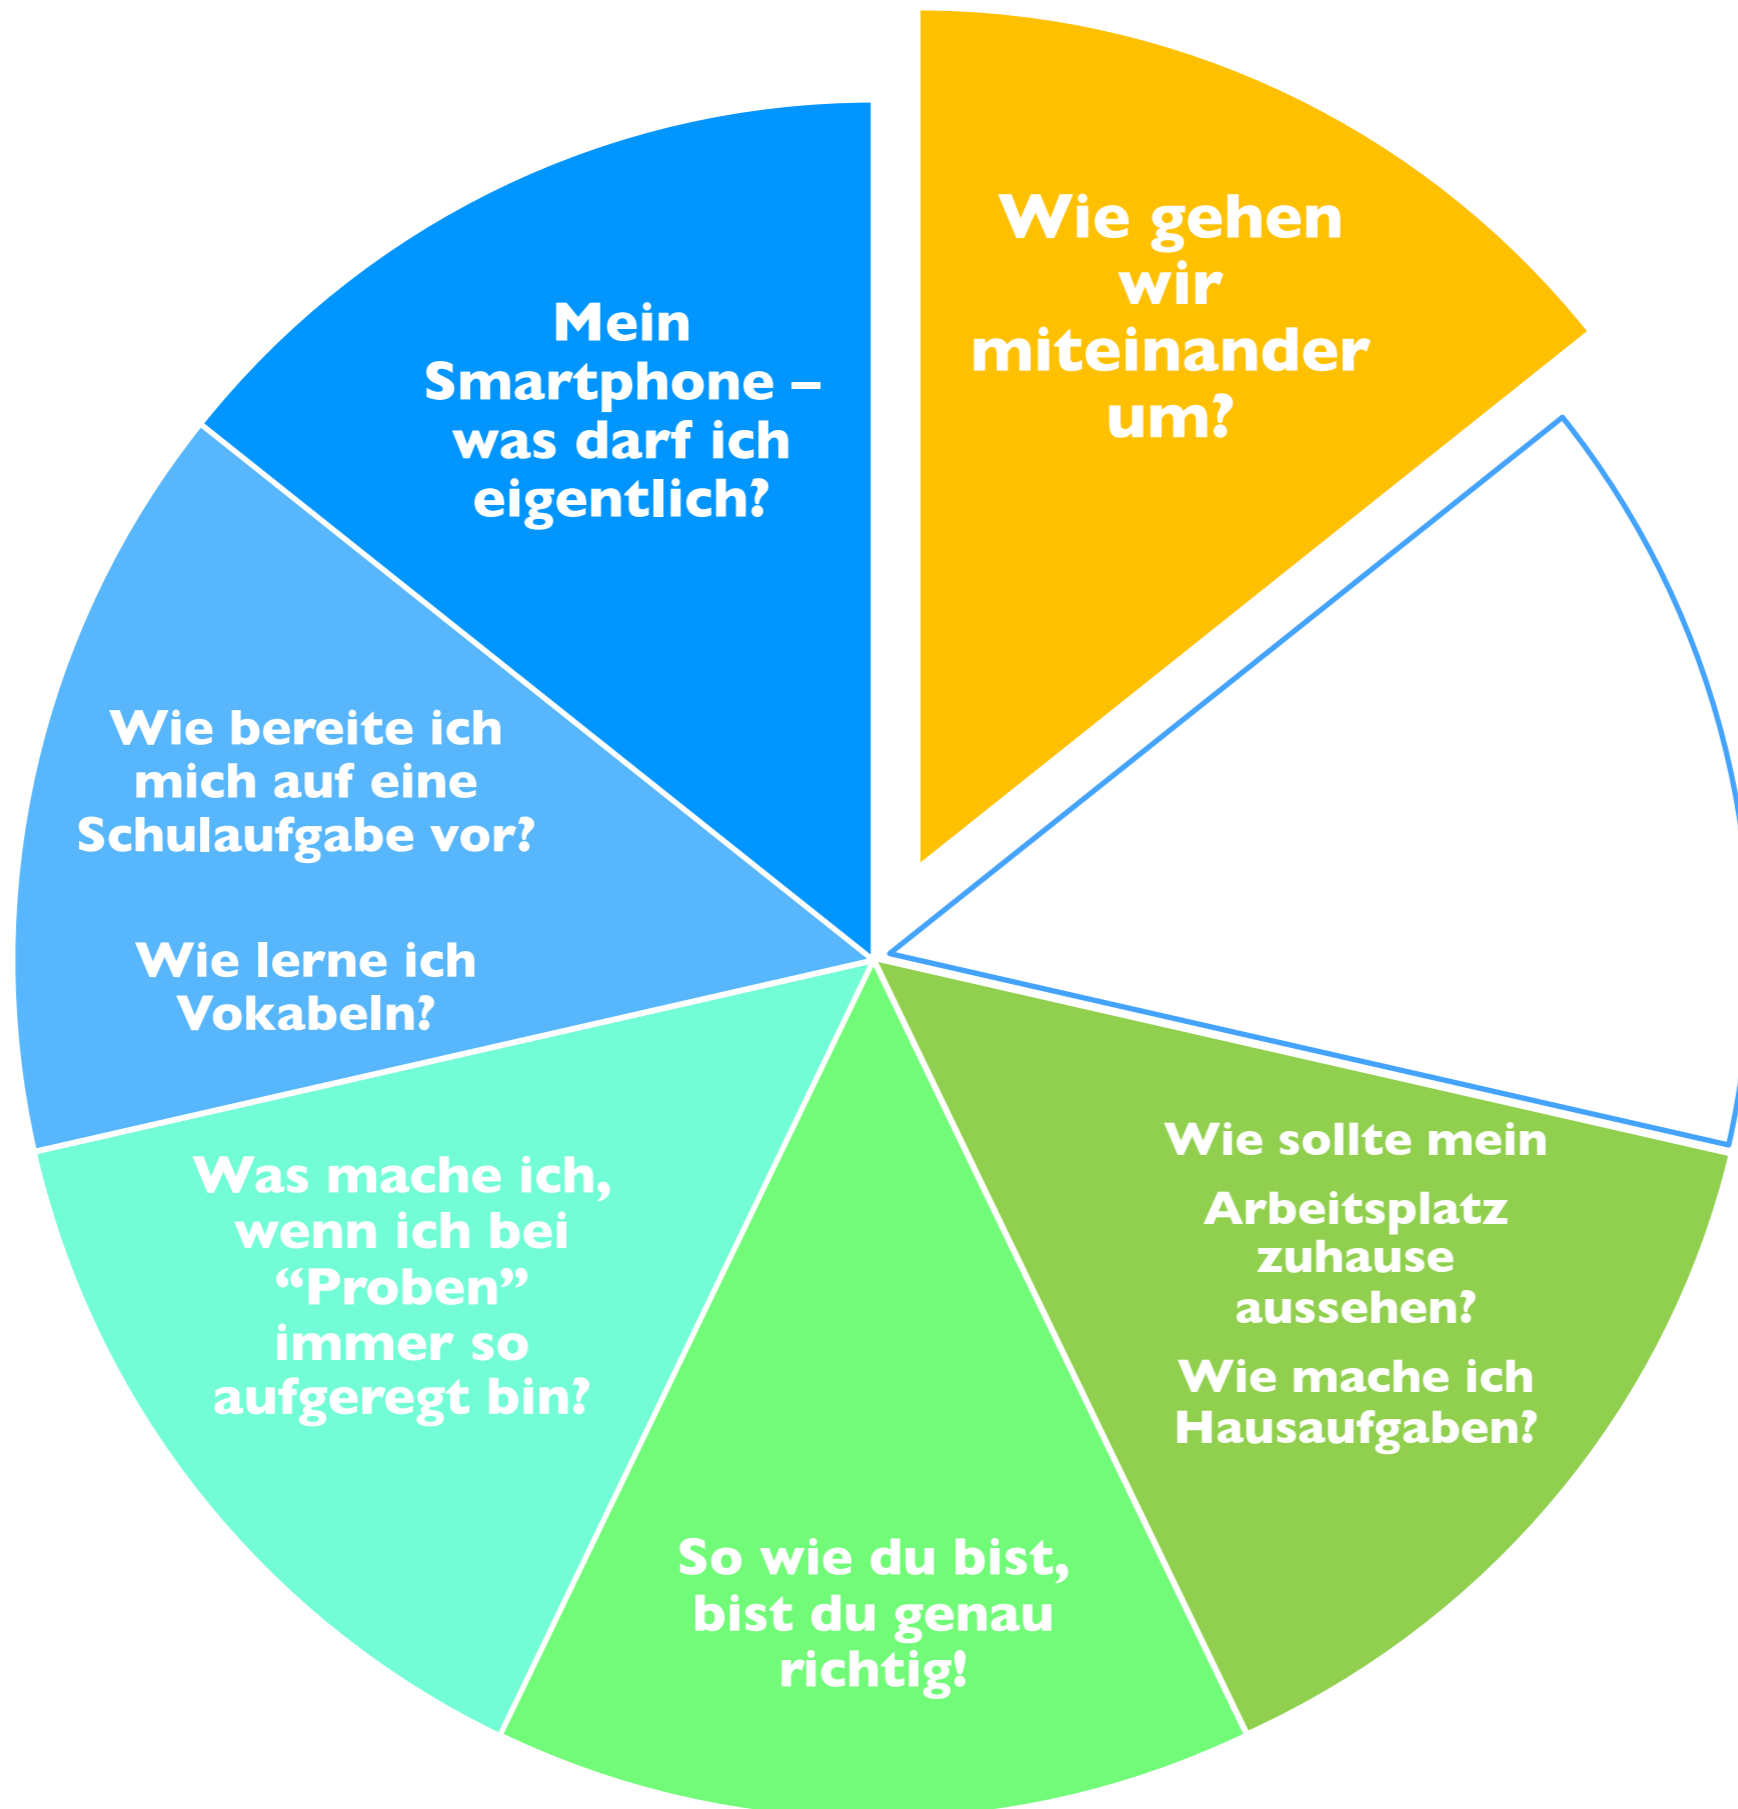 Wie gehen
wir
miteinander
um?
Wie sollte mein
Arbeitsplatz
zuhause
aussehen?
Wie mache ich
Hausaufgaben?
So wie du bist,
bist du genau
richtig!
Was mache ich,
wenn ich bei
“Proben”
immer so
aufgeregt bin?
Wie bereite ich
mich auf eine
Schulaufgabe vor?
Wie lerne ich
Vokabeln?
Mein
Smartphone –
was darf ich
eigentlich?